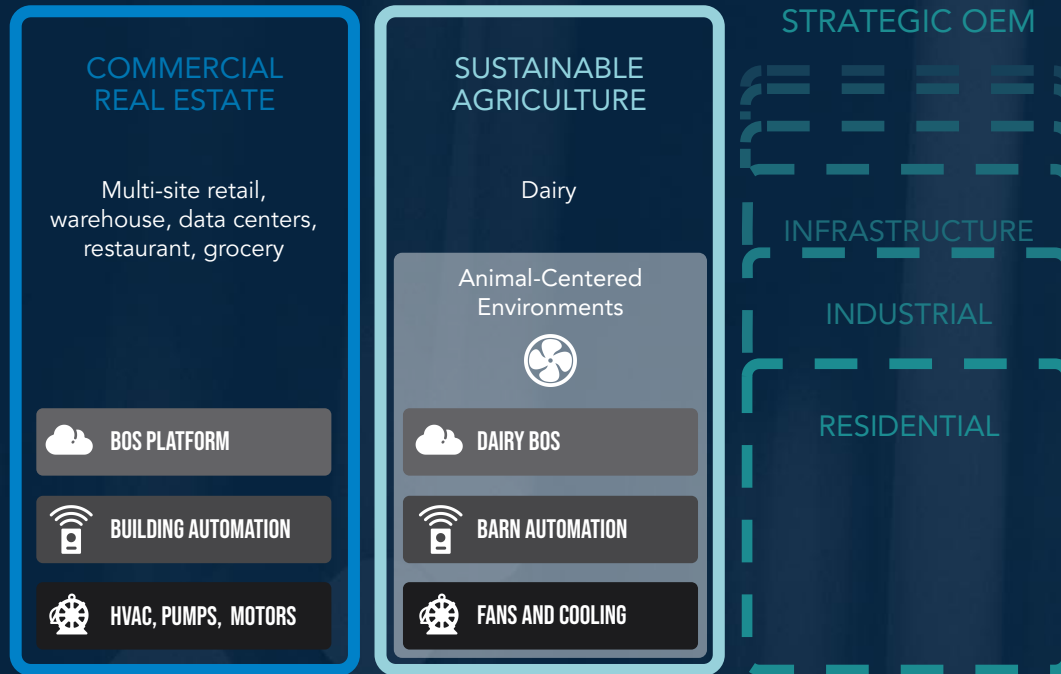 COMMERCIAL
REAL ESTATE
Multi-site retail,
warehouse, data centers,
restaurant, grocery
BOS PLATFORM
BUILDING AUTOMATION
HVAC, PUMPS, MOTORS
SUSTAINABLE
AGRICULTURE
Dairy
Animal-Centered
Environments
DAIRY BOS
BARN AUTOMATION
FANS AND COOLING
STRATEGIC OEM
INFRASTRUCTURE
INDUSTRIAL
RESIDENTIAL